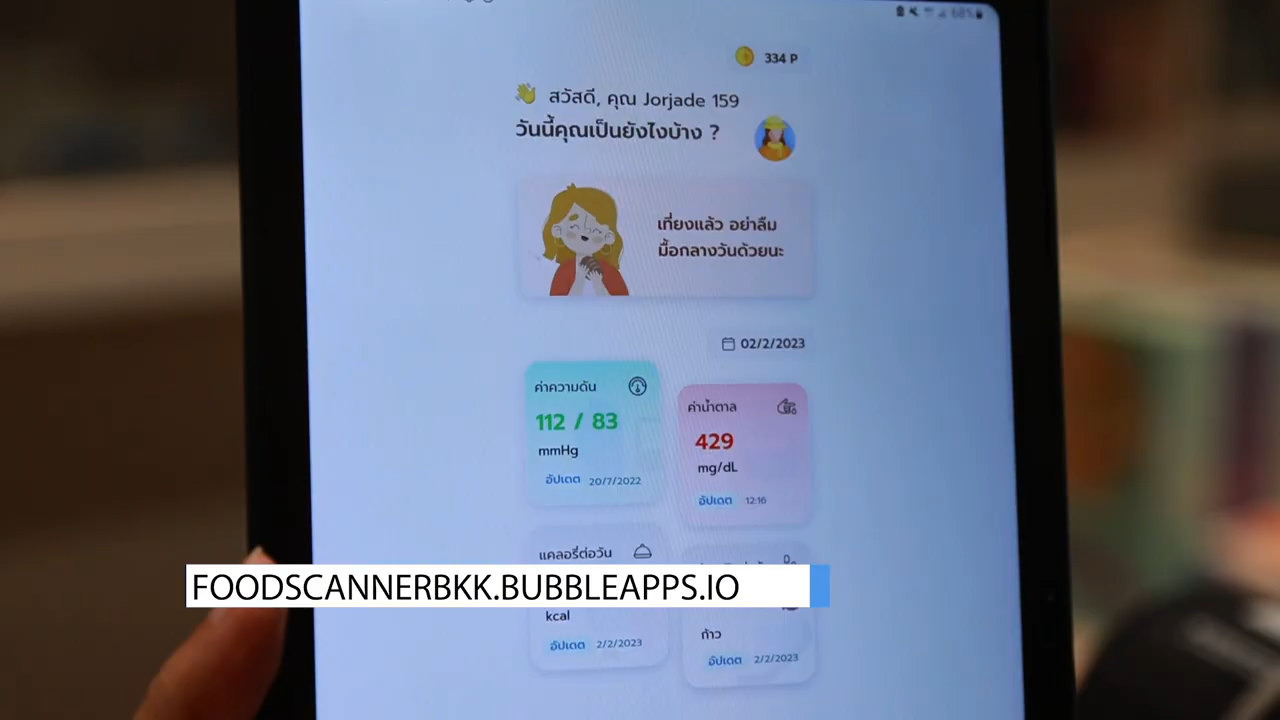 68%
334 P
สวัสดี, คุณ Jorjade 159
วันนี้คุณเป็นยังไงบ้าง ?
เที่ยงแล้ว อย่าลืม
มื้อกลางวันด้วยนะ
02/2/2023
ค่าความดัน
112 / 83
mmHg
อัปเดต 20/7/2022
ค่าน้ำตาล
429
mg/dL
อัปเดต 12:16
แคลอรี่ต่อวัน
FOODSCANNERBKK.BUBBLEAPPS.IO
kcal
อัปเดต 2/2/2023
ก้าว
อัปเดต 2/2/2023